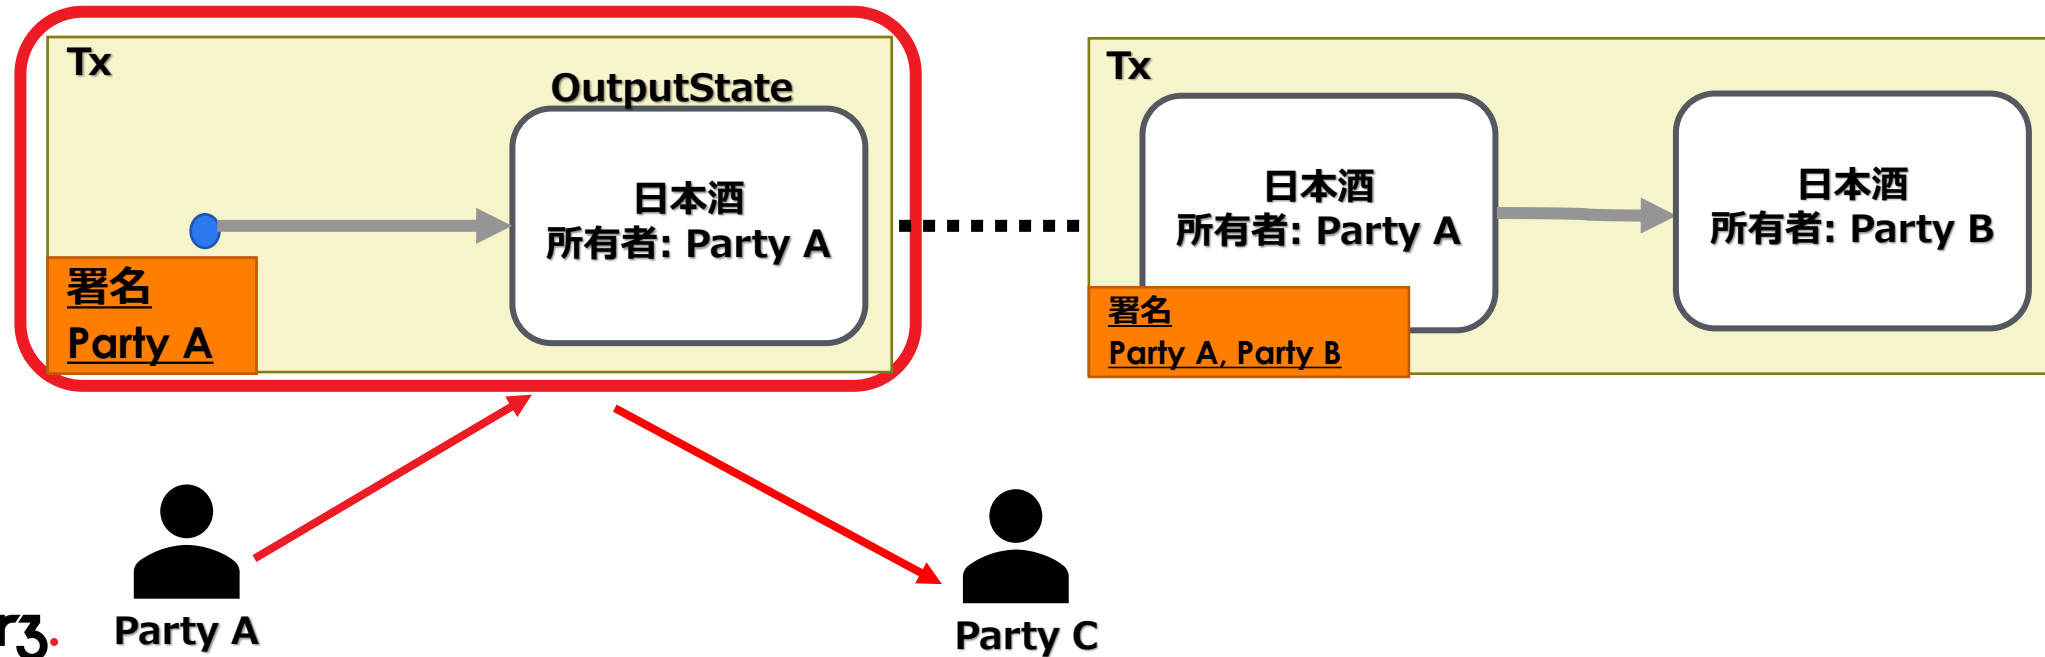 Tx
OutputState
日本酒
所有者: Party A
署名
Party A
Tx
日本酒
所有者: Party A
日本酒
所有者: Party B
署名
Party A, Party B
Party A
Party C
r3.